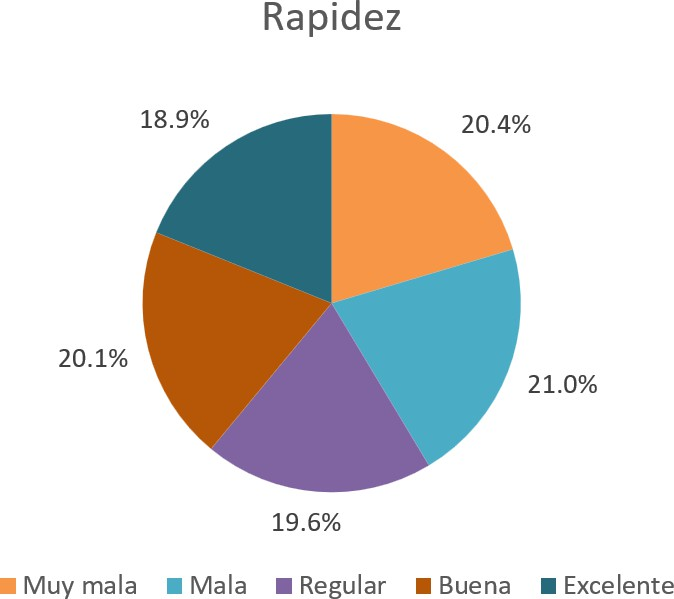 Rapidez
18.9%
20.4%
20.1%
21.0%
19.6%
Muy mala Mala Regular Buena Excelente